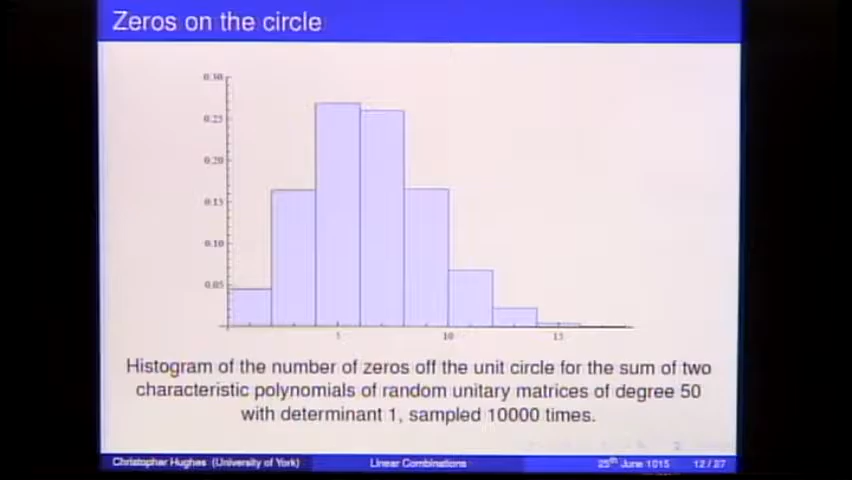 Zeros on the circle
0.30
0.25
0.20
0.15
0.10
0.05
5 10 15
Histogram of the number of zeros off the unit circle for the sum of two
characteristic polynomials of random unitary matrices of degree 50
with determinant 1, sampled 10000 times.
Christopher Hughes (University of York) Linear Combinations 25th June 1015 12 / 27